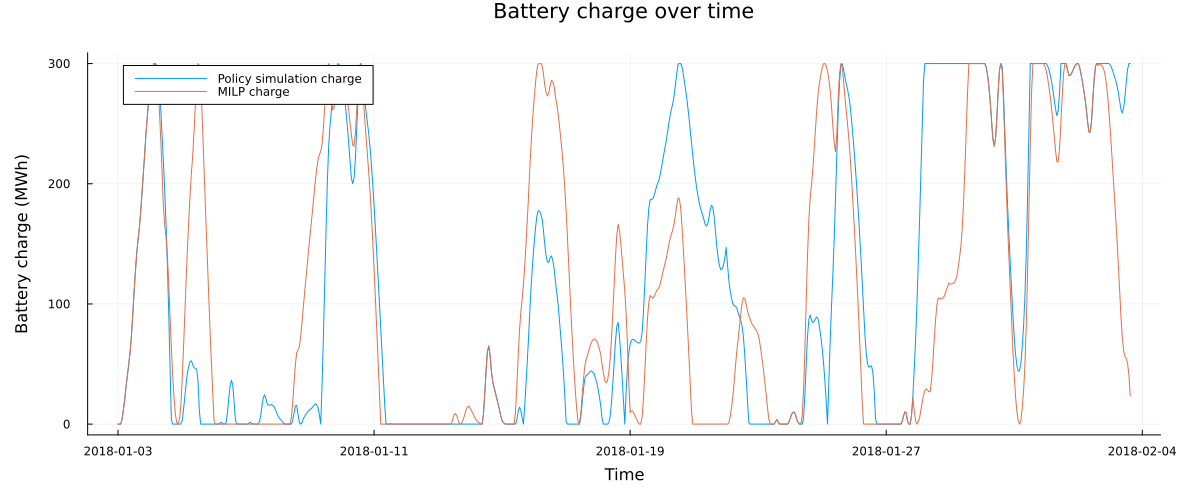 Battery charge over time
Policy simulation charge
MILP charge
300
200
100
0
Battery charge (MWh)
2018-01-03
2018-01-11
2018-01-19
2018-01-27
2018-02-04
Time